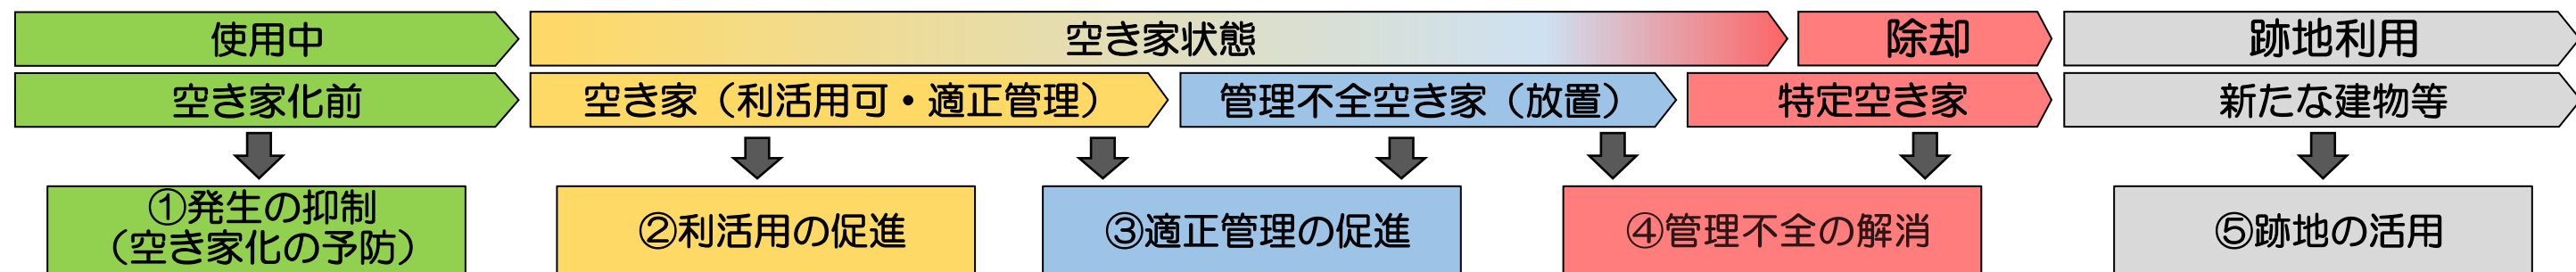 使用中
空き家状態
除却
跡地利用
空き家化前
空き家（利活用可・適正管理）
管理不全空き家（放置）
特定空き家
新たな建物等
①発生の抑制
（空き家化の予防）
②利活用の促進
③適正管理の促進
④管理不全の解消
⑤跡地の活用